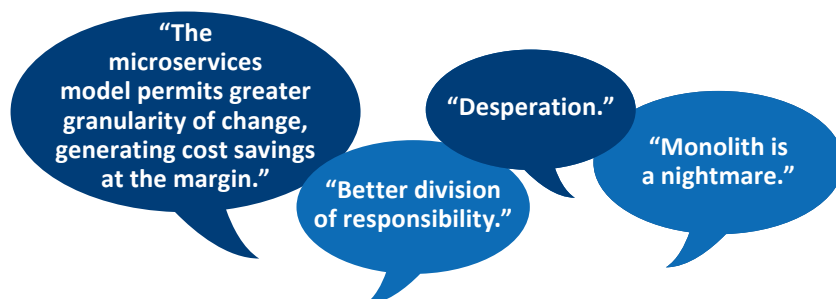 “The
microservices
model permits greater
granularity of change,
generating cost savings
at the margin.”
“Better division
of responsibility.”
“Desperation.”
“Monolith is
a nightmare.”